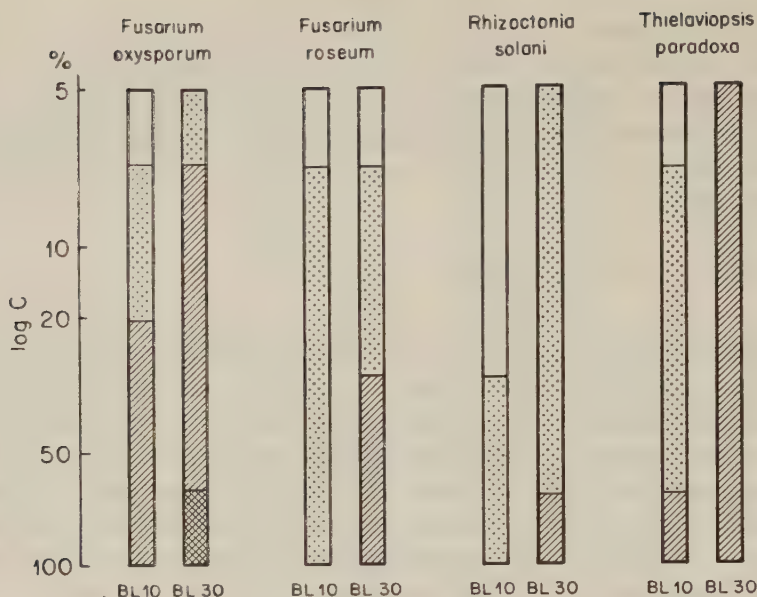 Fusarium
oxysporum
Fusarium
roseum
Rhizoctonia
solani
Thielaviopsis
paradoxa
%
5
10
20
50
100
log C
BL 10
BL 30
BL 10
BL 30
BL 10
BL 30
BL 10
BL 30